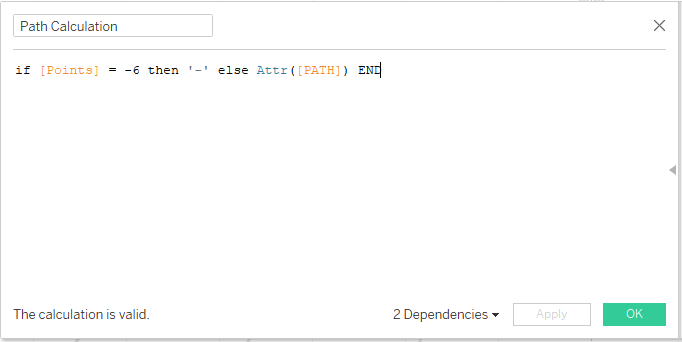 Path Calculation
if [Points] = -6 then '-' else Attr([PATH]) END
The calculation is valid.
2 Dependencies
Apply
OK